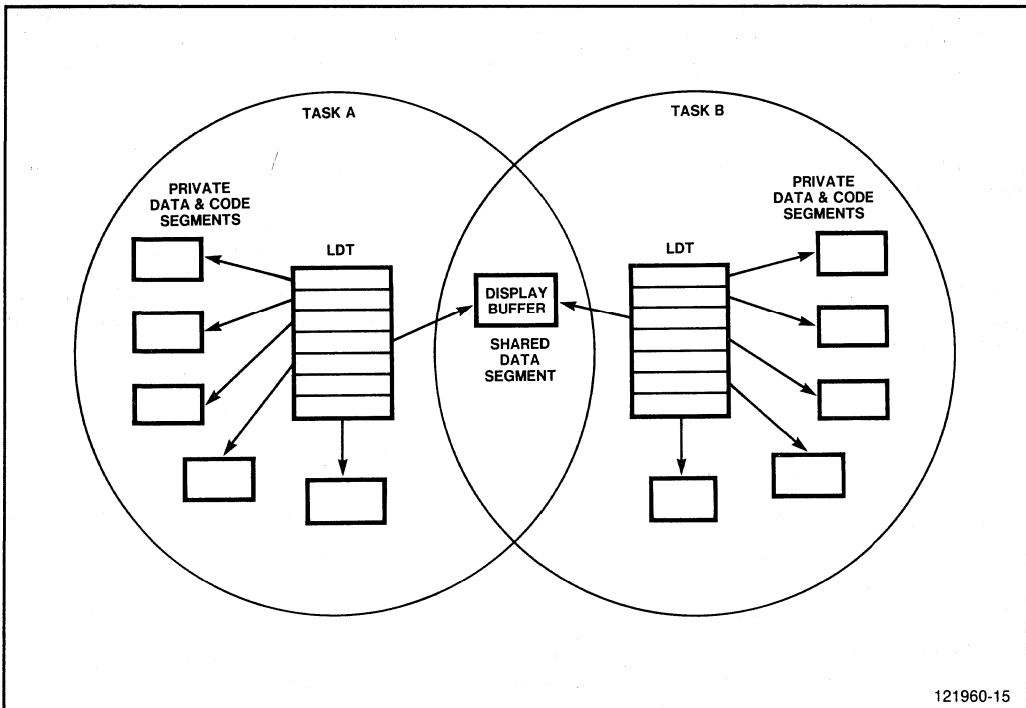 TASK A
TASK B
PRIVATE
DATA & CODE
SEGMENTS
LDT
DISPLAY
BUFFER
SHARED
DATA
SEGMENT
LDT
PRIVATE
DATA & CODE
SEGMENTS
121960-15